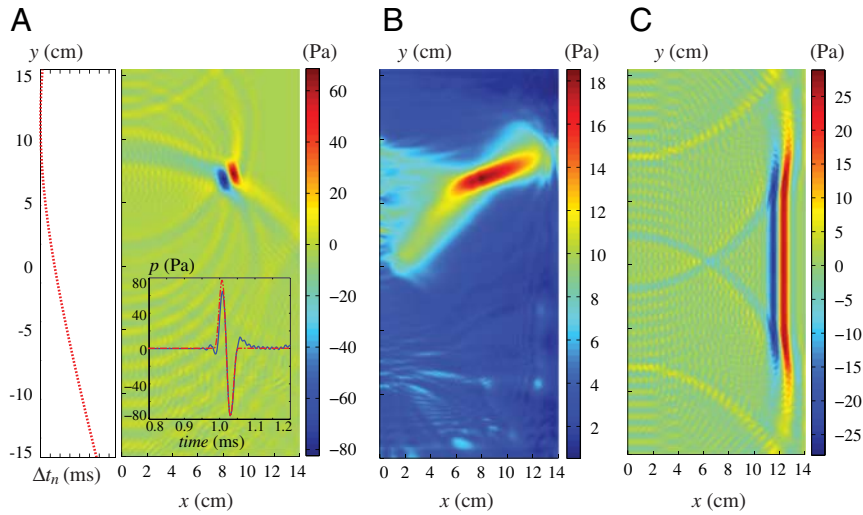 A
B
C
y (cm)
15
10
5
0
-5
-10
-15
Δtn (ms)
(Pa)
60
40
20
0
−20
−40
−60
−80
0 2 4 6 8 10 12 14
x (cm)
p (Pa)
80
40
0
−40
−80
0.8 0.9 1.0 1.1 1.2
time (ms)
y (cm)
(Pa)
18
16
14
12
10
8
6
4
2
0 2 4 6 8 10 12 14
x (cm)
y (cm)
(Pa)
25
20
15
10
5
0
−5
−10
−15
−20
−25
0 2 4 6 8 10 12 14
x (cm)